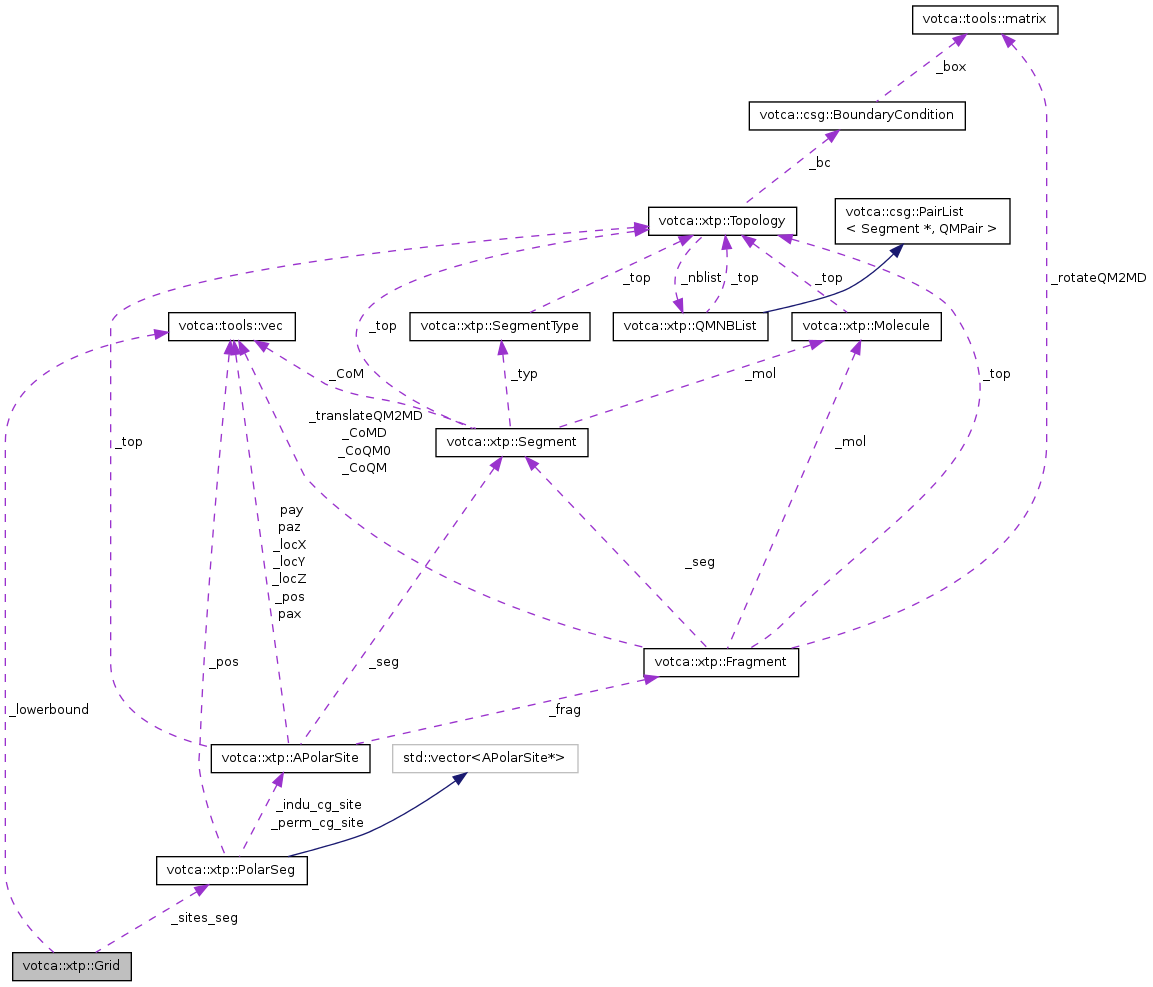 votca::tools::matrix
_box
votca::csg::BoundaryCondition
_bc
votca::csg::PairList
< Segment *, QMPair >
votca::xtp::Topology
_top
_nblist
_top
_top
_rotateQM2MD
votca::tools::vec
votca::xtp::SegmentType
votca::xtp::QMNBList
votca::xtp::Molecule
_top
_CoM
_typ
_mol
_top
_translateQM2MD
_CoMD
_CoQM0
_CoQM
_top
votca::xtp::Segment
_mol
pay
paz
_locX
_locY
_locZ
_pos
pax
_seg
_pos
_seg
votca::xtp::Fragment
_lowerbound
_frag
votca::xtp::APolarSite
std::vector<APolarSite*>
_indu_cg_site
_perm_cg_site
votca::xtp::PolarSeg
_sites_seg
votca::xtp::Grid